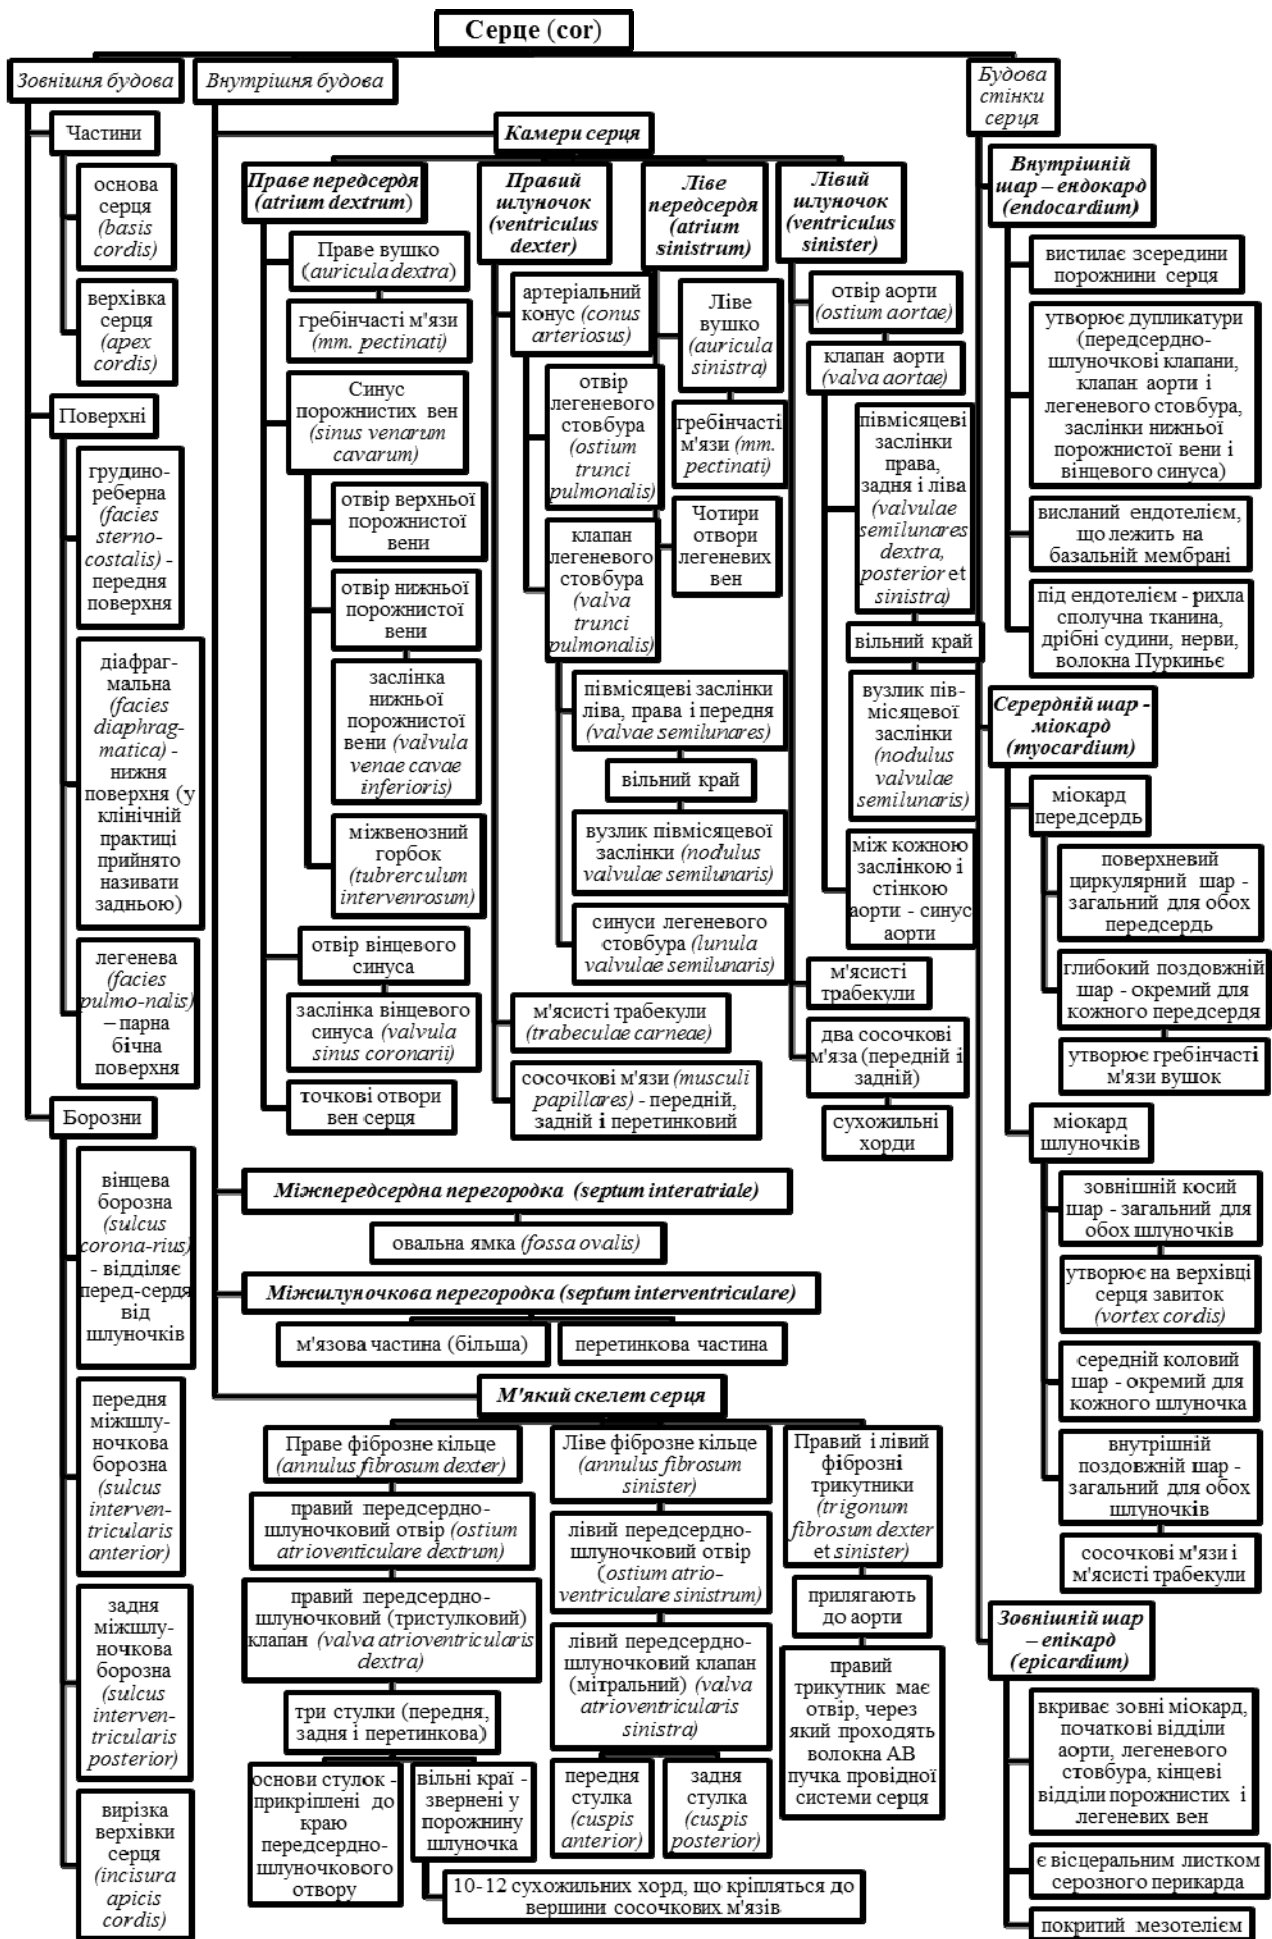 Серце (cor)
Зовнішня будова
Частини
основа
серця
(basis
cordis)
верхівка
серця
(apex
cordis)
Поверхні
грудино-
реберна
(facies
sterno-
costalis) -
передня
поверхня
діафраг-
мальна
(facies
diaphrag-
matica) -
нижня
поверхня (у
клінічній
практиці
прийнято
називати
задньою)
легенева
(facies
pulmo-nalis)
– парна
бічна
поверхня
Борозни
вінцева
борозна
(sulcus
corona-rius)
- відділяє
перед-сердя
від
шлуночків
передня
міжшлу-
ночкова
борозна
(sulcus
interven-
tricularis
anterior)
задня
міжшлу-
ночкова
борозна
(sulcus
interven-
tricularis
posterior)
вирізка
верхівки
серця
(incisura
apicis
cordis)
Внутрішня будова
Камери серця
Праве передсердя
(atrium dextrum)
Праве вушко
(auricula dextra)
гребінчасті м'язи
(mm. pectinati)
Синус
порожнистих вен
(sinus venarum
cavarum)
отвір верхньої
порожнистої
вени
отвір нижньої
порожнистої
вени
заслінка
нижньої
порожнистої
вени (valvula
venae cavae
inferioris)
міжвенозний
горбок
(tubrerculum
intervenrosum)
отвір вінцевого
синуса
заслінка вінцевого
синуса (valvula
sinus coronarii)
точкові отвори
вен серця
Правий
шлуночок
(ventriculus
dexter)
артеріальний
конус (conus
arteriosus)
отвір
легеневого
стовбура
(ostium
trunci
pulmonalis)
клапан
легеневого
стовбура
(valva
trunci
pulmonalis)
півмісяцеві заслінки
ліва, права і передня
(valvae semilunares)
вільний край
вузлик півмісяцевої
заслінки (nodulus
valvulae semilunaris)
синуси легеневого
стовбура (lunula
valvulae semilunaris)
м'ясисті трабекули
(trabeculae carneae)
сосочкові м'язи (musculi
papillares) - передній,
задній і перетинковий
Ліве
передсердя
(atrium
sinistrum)
Ліве
вушко
(auricula
sinistra)
гребінчасті
м'язи (mm.
pectinati)
Чотири
отвори
легеневих
вен
Лівий
шлуночок
(ventriculus
sinister)
отвір аорти
(ostium aortae)
клапан аорти
(valva aortae)
півмісяцеві
заслінки
права,
задня і ліва
(valvulae
semilunares
dextra,
posterior et
sinistra)
вільний край
вузлик пів-
місяцевої
заслінки
(nodulus
valvulae
semilunaris)
між кожною
заслінкою і
стінкою
аорти - синус
аорти
м'ясисті
трабекули
два сосочкові
м'яза (передній і
задній)
сухожильні
хорди
Міжпередсердна перегородка (septum interatriale)
овальна ямка (fossa ovalis)
Міжшлуночкова перегородка (septum interventriculare)
м'язова частина (більша)
перетинкова частина
М'який скелет серця
Праве фіброзне кільце
(annulus fibrosum dexter)
правий передсердно-
шлуночковий отвір (ostium
atrioventiculare dextrum)
правий передсердно-
шлуночковий (тристулковий)
клапан (valva atrioventricularis
dextra)
три стулки (передня,
задня і перетинкова)
основи стулок -
прикріплені до
краю
передсердно-
шлуночкового
отвору
вільні краї -
звернені у
порожнину
шлуночка
10-12 сухожильних хорд, що кріпляться до
вершини сосочкових м'язів
Ліве фіброзне кільце
(annulus fibrosum
sinister)
лівий передсердно-
шлуночковий отвір
(ostium atrio-
ventriculare sinistrum)
лівий передсердно-
шлуночковий клапан
(мітральний) (valva
atrioventricularis
sinistra)
передня
стулка
(cuspis
anterior)
задня
стулка
(cuspis
posterior)
Правий і лівий
фіброзні
трикутники
(trigonum
fibrosum dexter
et sinister)
прилягають
до аорти
правий
трикутник має
отвір, через
який проходять
волокна АВ
пучка провідної
системи серця
Будова
стінки
серця
Внутрішній
шар – ендокард
(endocardium)
вистилає зсередини
порожнини серця
утворює дупликатури
(передсердно-
шлуночкові клапани,
клапан аорти і
легеневого стовбура,
заслінки нижньої
порожнистої вени і
вінцевого синуса)
висланий ендотелієм,
що лежить на
базальній мембрані
під ендотелієм - рихла
сполучна тканина,
дрібні судини, нерви,
волокна Пуркиньє
Серердній шар -
міокард
(myocardium)
міокард
передсердь
поверхневий
циркулярний шар -
загальний для обох
передсердь
глибокий поздовжній
шар - окремий для
кожного передсердя
утворює гребінчасті
м'язи вушок
міокард
шлуночків
зовнішній косий
шар - загальний для
обох шлуночків
утворює на верхівці
серця завиток
(vortex cordis)
середній коловий
шар - окремий для
кожного шлуночка
внутрішній
поздовжній шар -
загальний для обох
шлуночків
сосочкові м'язи і
м'ясисті трабекули
Зовнішній шар
– епікард
(epicardium)
вкриває зовні міокард,
початкові відділи
аорти, легеневого
стовбура, кінцеві
відділи порожнистих і
легеневих вен
є вісцеральним листком
серозного перикарда
покритий мезотелієм